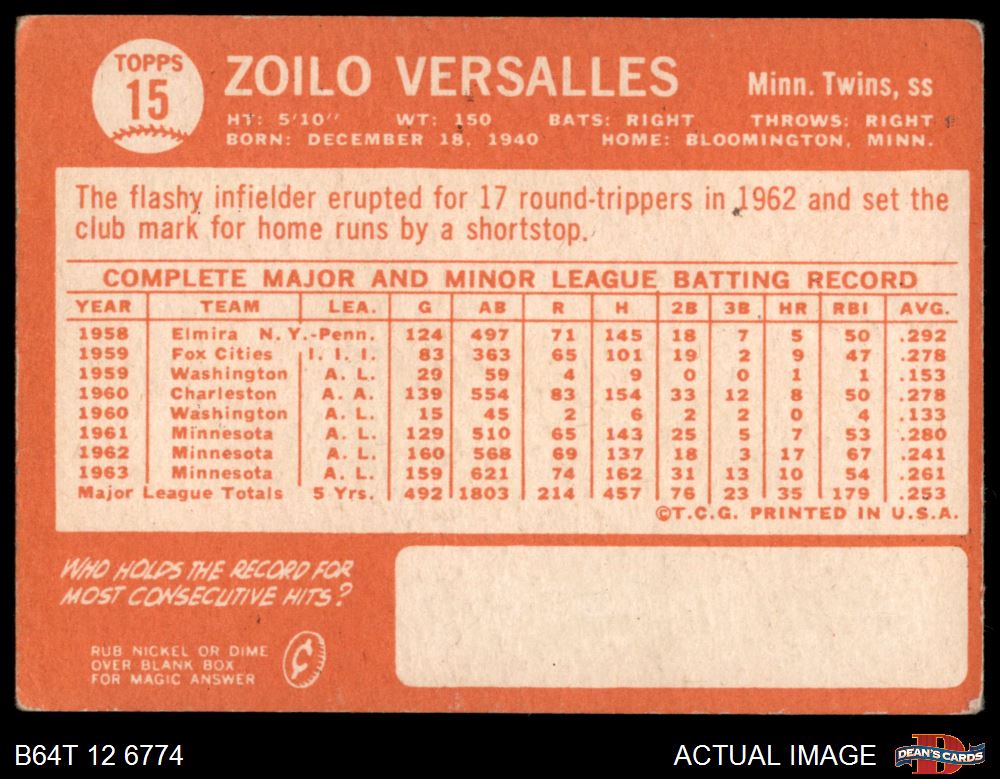 TOPPS
15
ZOILO VERSALLES
Minn. Twins, ss
HT: 5'10" WT: 150 BATS: RIGHT THROWS: RIGHT
BORN: DECEMBER 18, 1940 HOME: BLOOMINGTON, MINN.
The flashy infielder erupted for 17 round-trippers in 1962 and set the
club mark for home runs by a shortstop.
COMPLETE MAJOR AND MINOR LEAGUE BATTING RECORD
YEAR TEAM LEA. G AB R H 2B 3B HR RBI AVG.
1958 Elmira N. Y.-Penn. 124 497 71 145 18 7 5 50 .292
1959 Fox Cities I. I. I. 83 363 65 101 19 2 9 47 .278
1959 Washington A. L. 29 59 4 9 0 0 1 1 .153
1960 Charleston A. A. 139 554 83 154 33 12 8 50 .278
1960 Washington A. L. 15 45 2 6 2 2 0 4 .133
1961 Minnesota A. L. 129 510 65 143 25 5 7 53 .280
1962 Minnesota A. L. 160 568 69 137 18 3 17 67 .241
1963 Minnesota A. L. 159 621 74 162 31 13 10 54 .261
Major League Totals 5 Yrs. 492 1803 214 457 76 23 35 179 .253
©T.C.G. PRINTED IN U.S.A.
WHO HOLDS THE RECORD FOR
MOST CONSECUTIVE HITS?
RUB NICKEL OR DIME
OVER BLANK BOX
FOR MAGIC ANSWER
¢
B64T 12 6774
ACTUAL IMAGE
DEAN'S CARDS